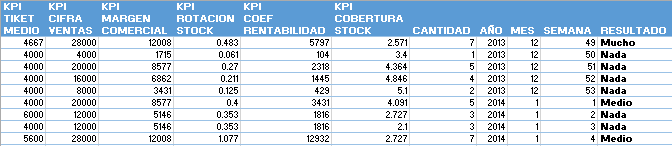 KPI TIKET MEDIO KPI CIFRA VENTAS KPI MARGEN COMERCIAL KPI ROTACION STOCK KPI COEF RENTABILIDAD KPI COBERTURA STOCK CANTIDAD AÑO MES SEMANA RESULTADO
4667 28000 12008 0.483 5797 2.571 7 2013 12 49 Mucho
4000 4000 1715 0.061 104 3.4 1 2013 12 50 Nada
4000 20000 8577 0.27 2318 4.364 5 2013 12 51 Nada
4000 16000 6862 0.211 1445 4.846 4 2013 12 52 Nada
4000 8000 3431 0.125 429 5.1 2 2013 12 53 Nada
4000 20000 8577 0.4 3431 4.091 5 2014 1 1 Medio
6000 12000 5146 0.353 1816 2.727 3 2014 1 2 Nada
4000 12000 5146 0.353 1816 2.1 3 2014 1 3 Nada
5600 28000 12008 1.077 12932 2.727 7 2014 1 4 Medio